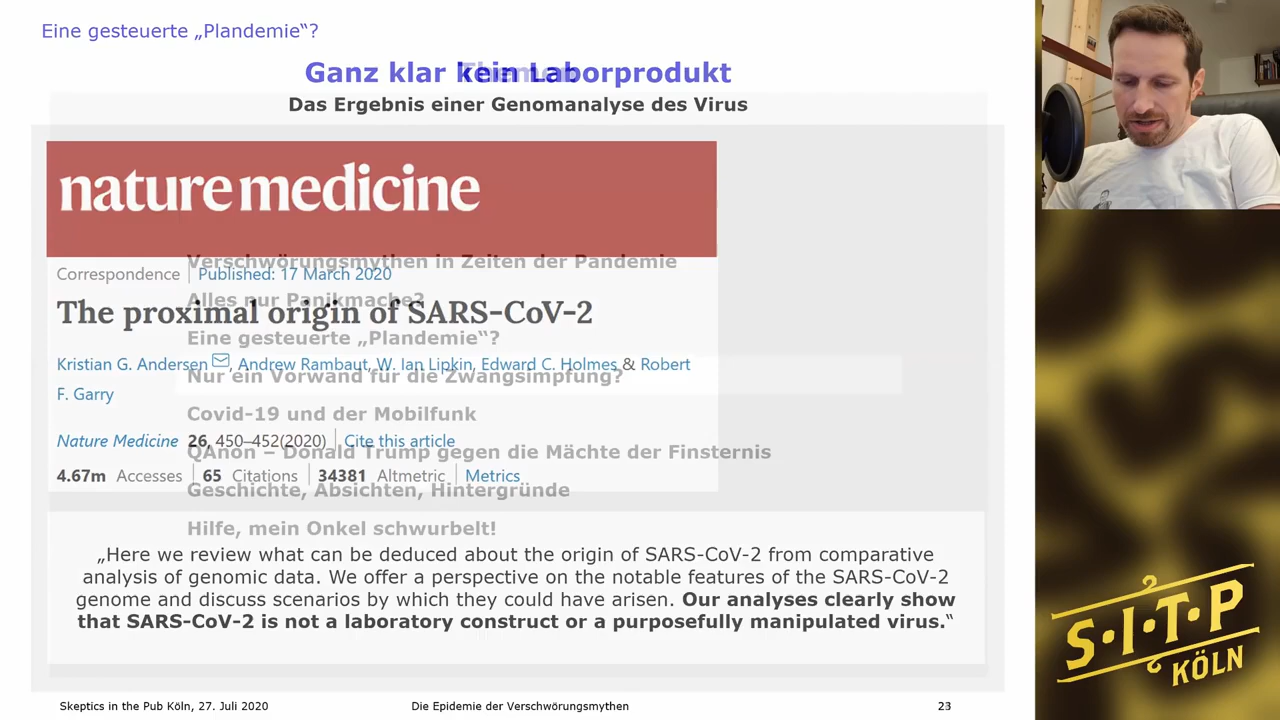 Eine gesteuerte „Plandemie“?
Ganz klar kein Laborprodukt
Themen
Das Ergebnis einer Genomanalyse des Virus
nature medicine
Verschwörungsmythen in Zeiten der Pandemie
Correspondence | Published: 17 March 2020
Alles nur Panikmache?
The proximal origin of SARS-CoV-2
Eine gesteuerte „Plandemie“?
Kristian G. Andersen, Andrew Rambaut, W. Ian Lipkin, Edward C. Holmes & Robert
Nur ein Vorwand für die Zwangsimpfung?
F. Garry
Covid-19 und der Mobilfunk
Nature Medicine 26, 450–452(2020) | Cite this article
QAnon – Donald Trump gegen die Mächte der Finsternis
4.67m Accesses | 65 Citations | 34381 Altmetric | Metrics
Geschichte, Absichten, Hintergründe
Hilfe, mein Onkel schwurbelt!
„Here we review what can be deduced about the origin of SARS-CoV-2 from comparative
analysis of genomic data. We offer a perspective on the notable features of the SARS-CoV-2
genome and discuss scenarios by which they could have arisen. Our analyses clearly show
that SARS-CoV-2 is not a laboratory construct or a purposefully manipulated virus.“
Skeptics in the Pub Köln, 27. Juli 2020
Die Epidemie der Verschwörungsmythen
23
S·I·T·P
KÖLN